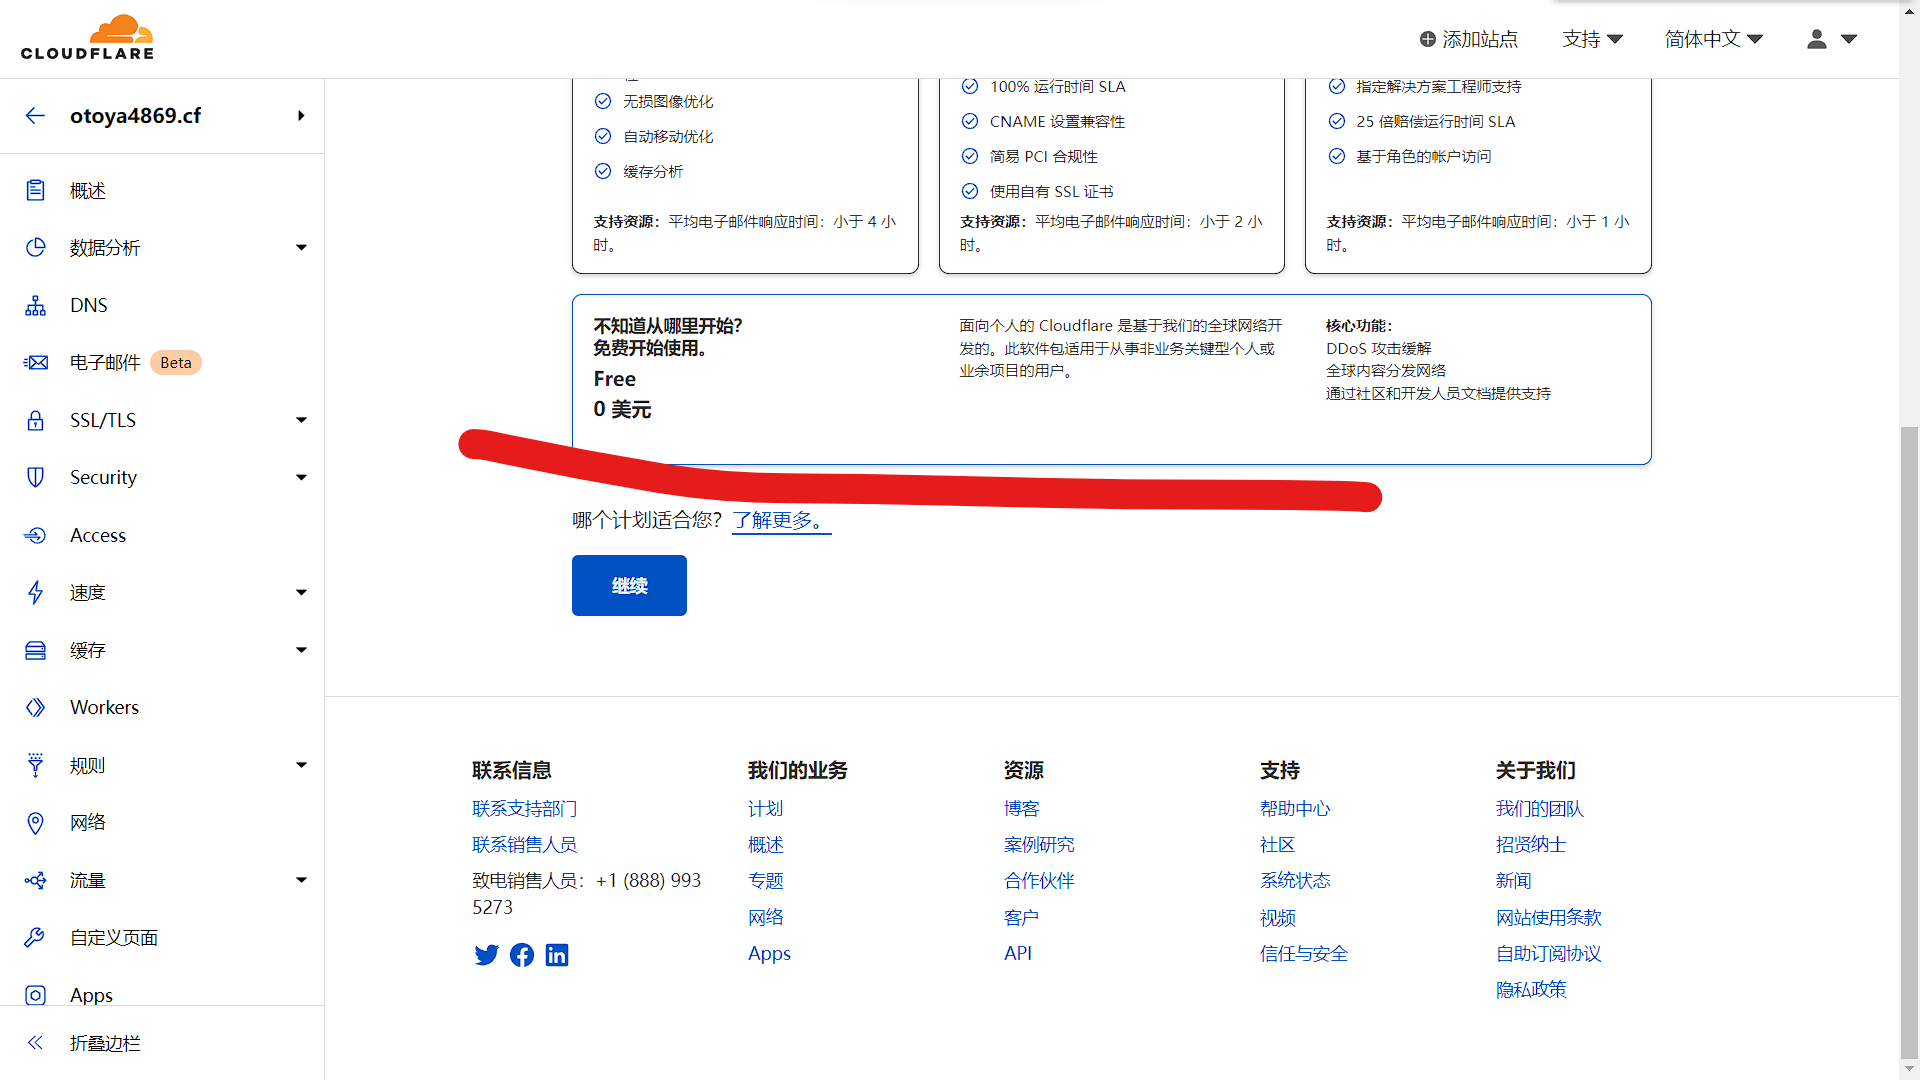 CLOUDFLARE
添加站点
支持
简体中文
otoya4869.cf
概述
数据分析
DNS
电子邮件 Beta
SSL/TLS
Security
Access
速度
缓存
Workers
规则
网络
流量
自定义页面
Apps
折叠边栏
无损图像优化
自动移动优化
缓存分析
支持资源：平均电子邮件响应时间：小于 4 小
时。
100% 运行时间 SLA
CNAME 设置兼容性
简易 PCI 合规性
使用自有 SSL 证书
支持资源：平均电子邮件响应时间：小于 2 小
时。
指定解决方案工程师支持
25 倍赔偿运行时间 SLA
基于角色的帐户访问
支持资源：平均电子邮件响应时间：小于 1 小
时。
不知道从哪里开始？
免费开始使用。
Free
0 美元
面向个人的 Cloudflare 是基于我们的全球网络开
发的。此软件包适用于从事非业务关键型个人或
业余项目的用户。
核心功能：
DDoS 攻击缓解
全球内容分发网络
通过社区和开发人员文档提供支持
哪个计划适合您？ 了解更多。
继续
联系信息
联系支持部门
联系销售人员
致电销售人员：+1 (888) 993
5273
我们的业务
计划
概述
专题
网络
Apps
资源
博客
案例研究
合作伙伴
客户
API
支持
帮助中心
社区
系统状态
视频
信任与安全
关于我们
我们的团队
招贤纳士
新闻
网站使用条款
自助订阅协议
隐私政策